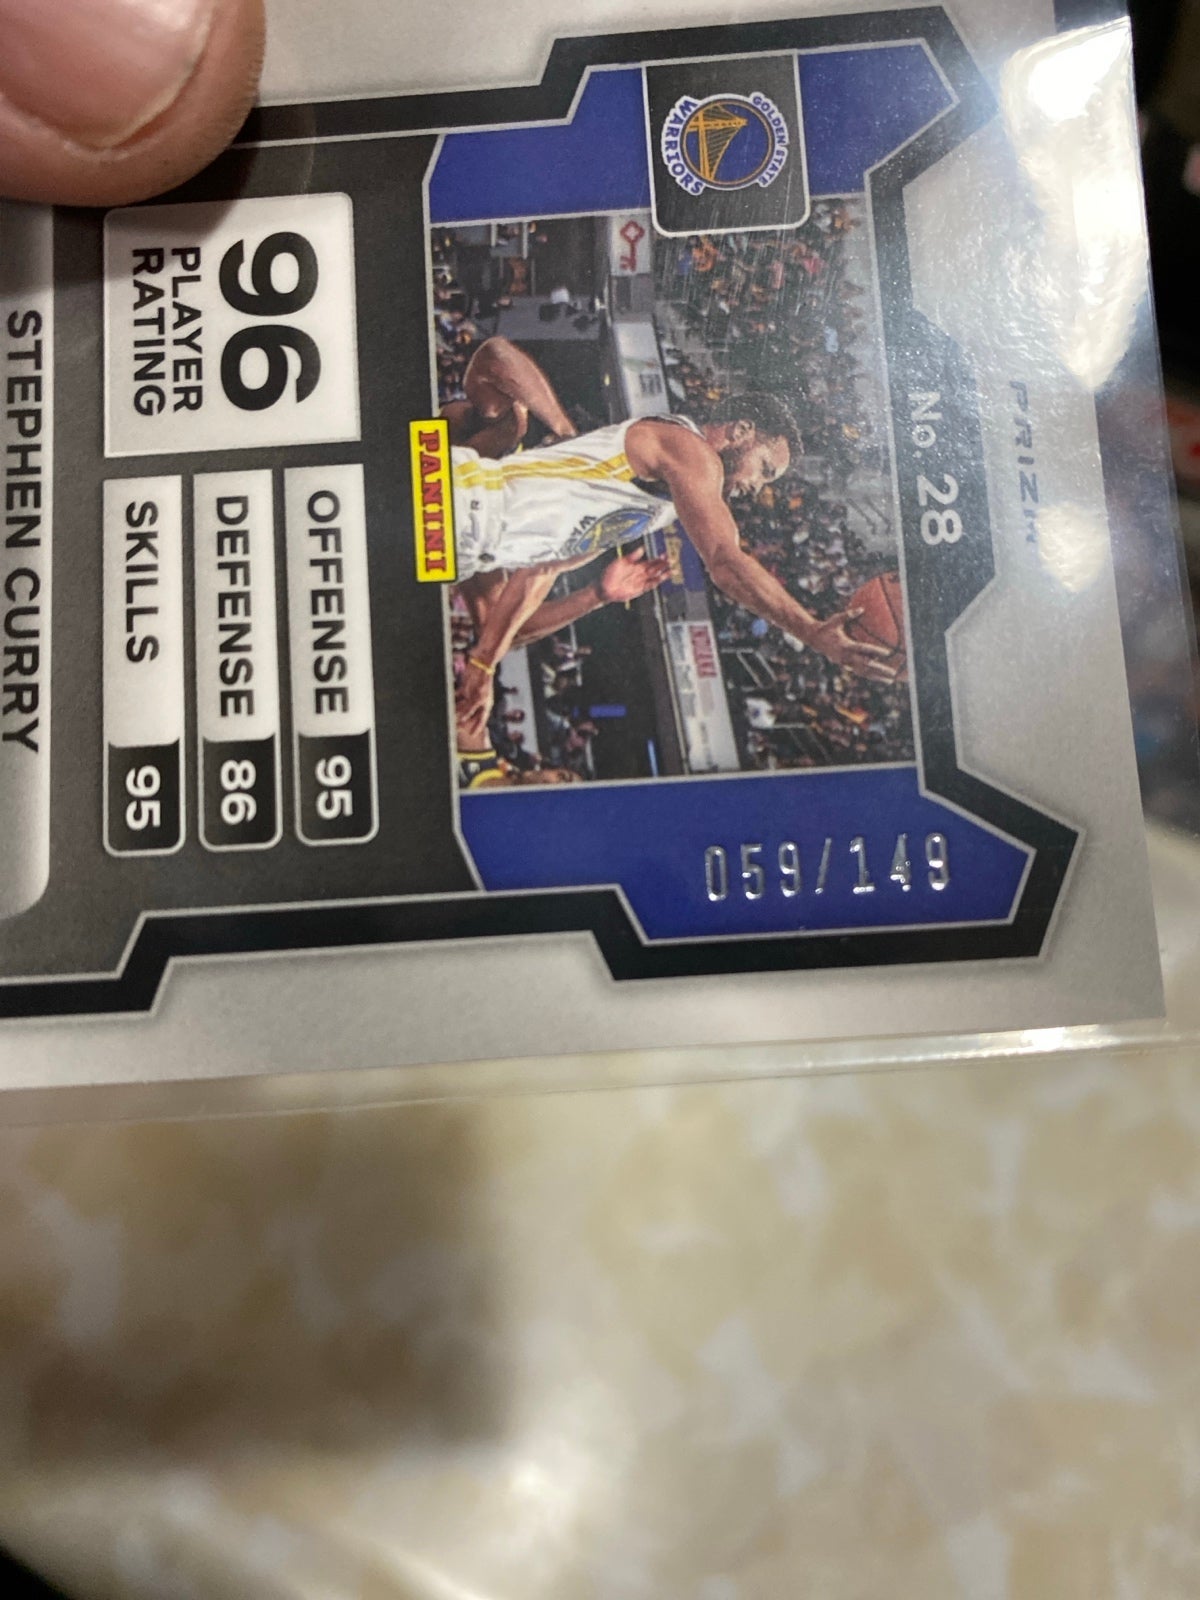 PRIZM
No. 28
059/149
GOLDEN STATE
WARRIORS
PANINI
96
PLAYER
RATING
OFFENSE 95
DEFENSE 86
SKILLS 95
STEPHEN CURRY